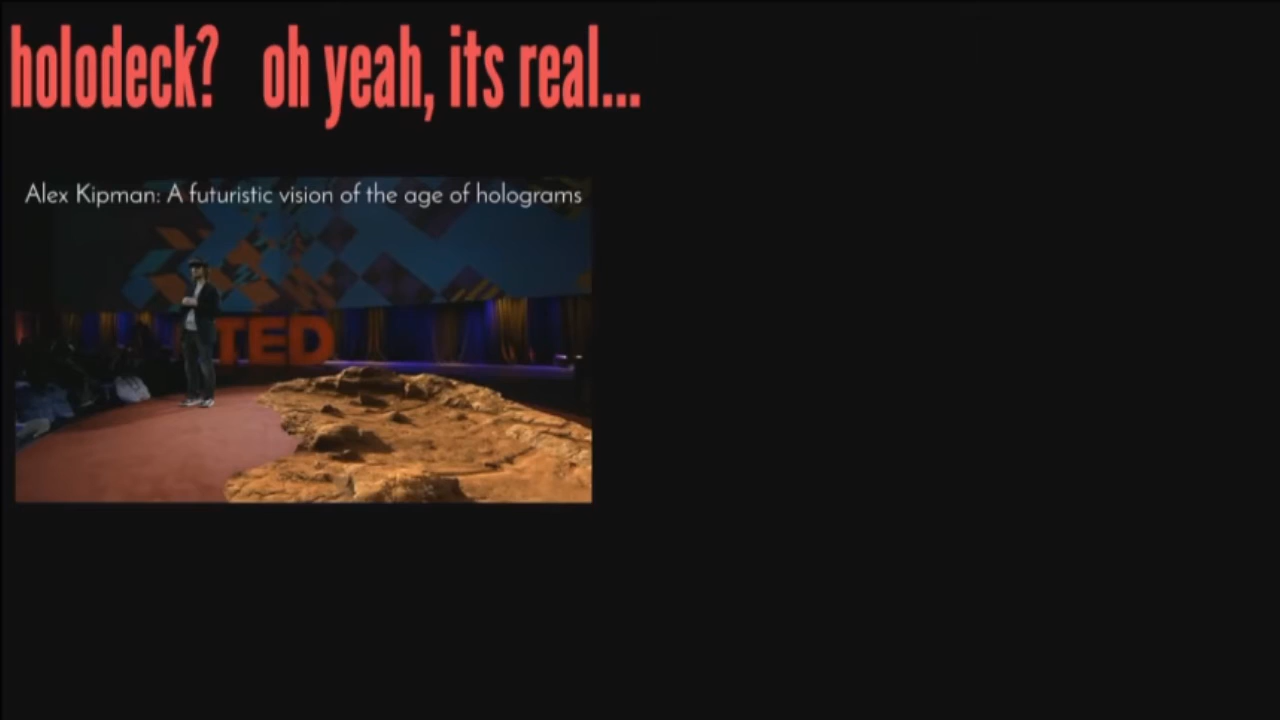 holodeck? oh yeah, its real...
Alex Kipman: A futuristic vision of the age of holograms
TED